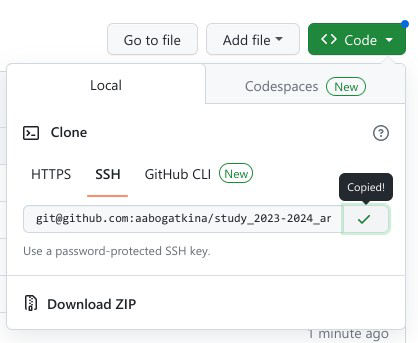 Go to file Add file Code
Local Codespaces New
Clone
HTTPS SSH GitHub CLI New
Copied!
git@github.com:aabogatkina/study_2023-2024_ar
Use a password-protected SSH key.
Download ZIP
1 minute ago